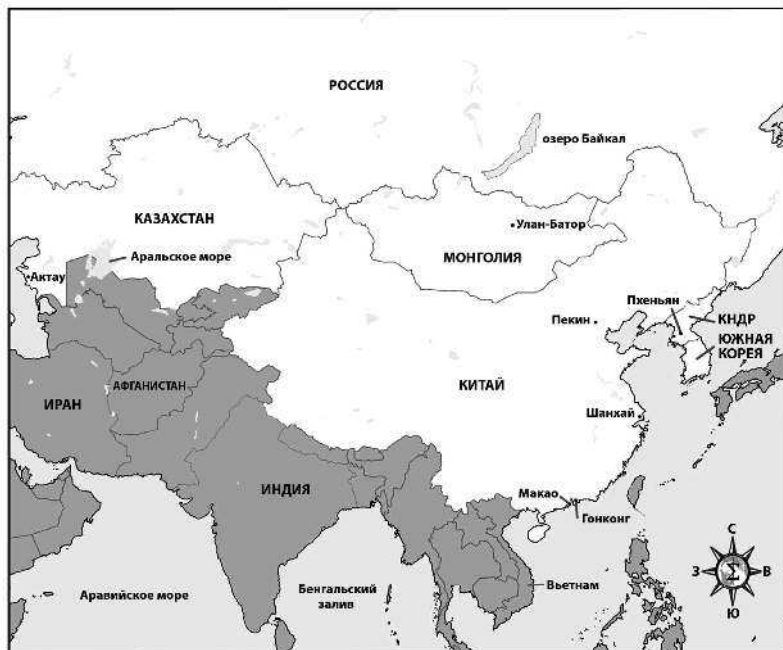 РОССИЯ
озеро Байкал
КАЗАХСТАН
Улан-Батор
Аральское море
МОНГОЛИЯ
Актау
Пхеньян
КНДР
Пекин
ЮЖНАЯ
КОРЕЯ
АФГАНИСТАН
КИТАЙ
ИРАН
Шанхай
ИНДИЯ
Макао
Гонконг
С
З
Σ
В
Ю
Вьетнам
Бенгальский
залив
Аравийское море